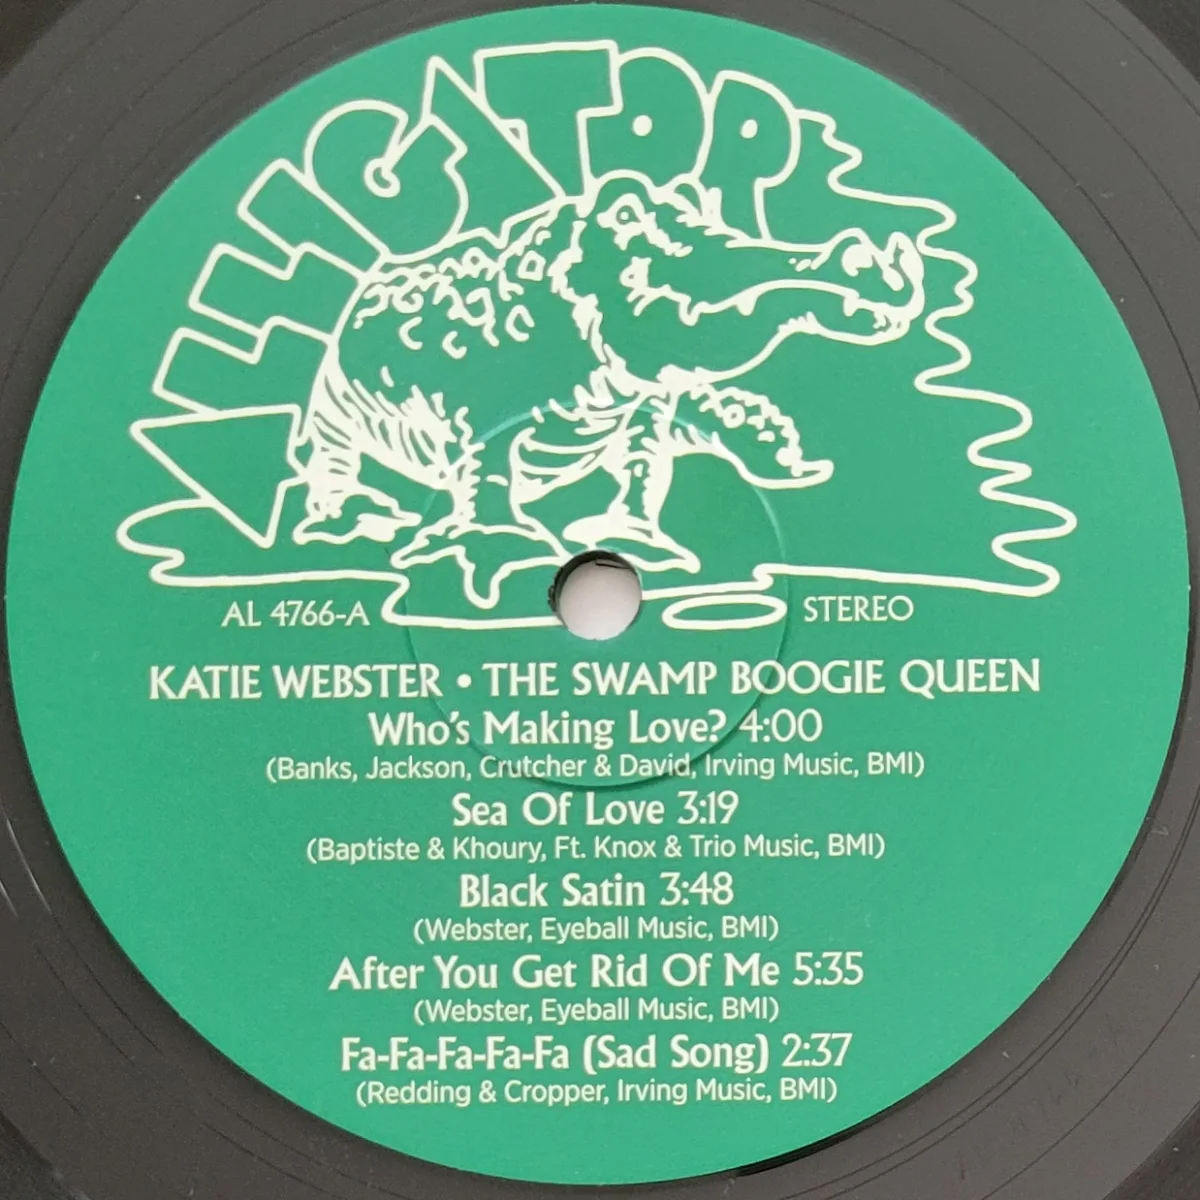 ALLIGATOR
AL 4766-A
STEREO
KATIE WEBSTER • THE SWAMP BOOGIE QUEEN
Who's Making Love? 4:00
(Banks, Jackson, Crutcher & David, Irving Music, BMI)
Sea Of Love 3:19
(Baptiste & Khoury, Ft. Knox & Trio Music, BMI)
Black Satin 3:48
(Webster, Eyeball Music, BMI)
After You Get Rid Of Me 5:35
(Webster, Eyeball Music, BMI)
Fa-Fa-Fa-Fa-Fa (Sad Song) 2:37
(Redding & Cropper, Irving Music, BMI)